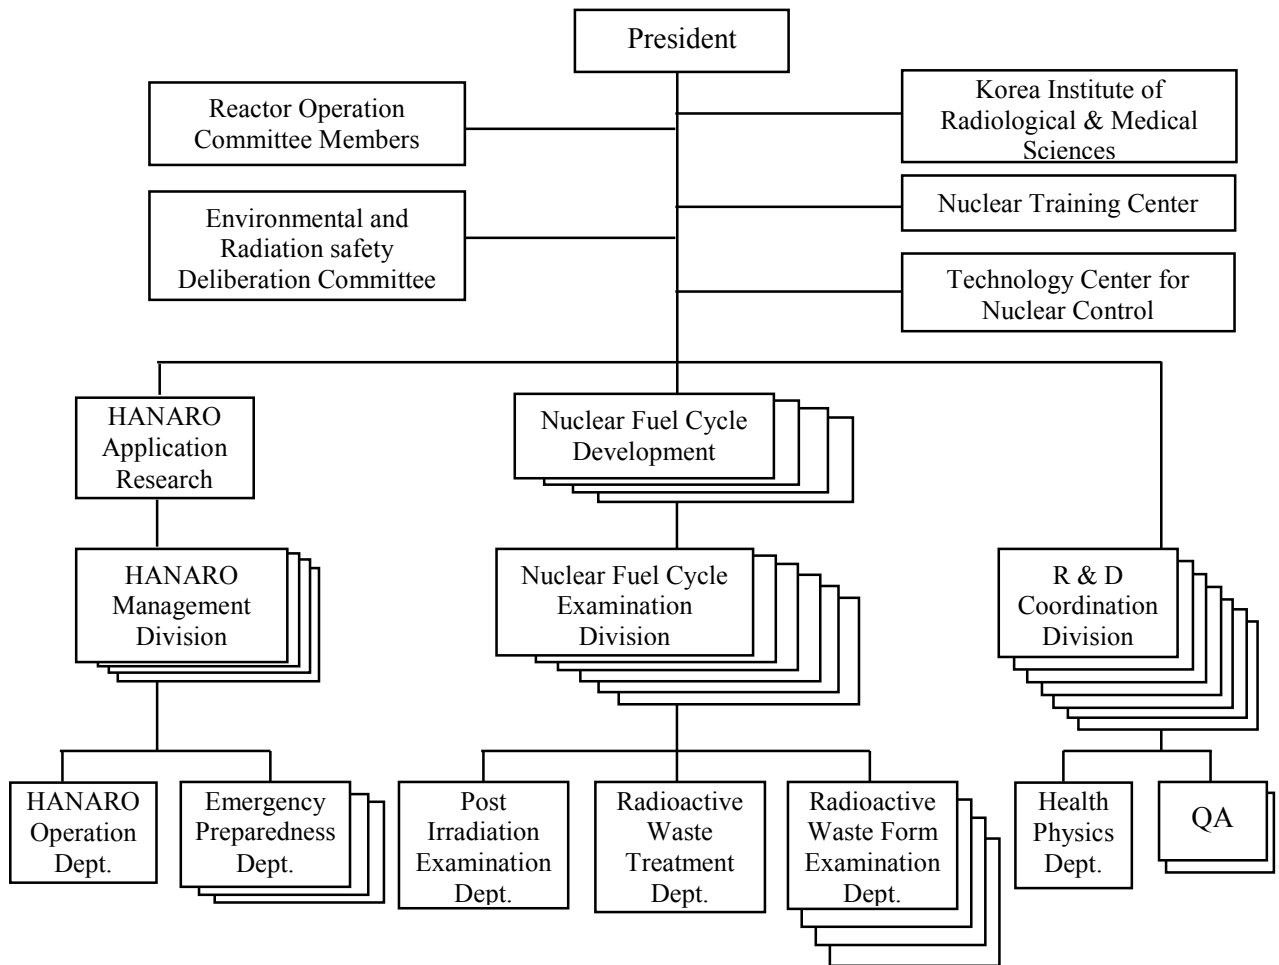 President
Reactor Operation
Committee Members
Korea Institute of
Radiological & Medical
Sciences
Environmental and
Radiation safety
Deliberation Committee
Nuclear Training Center
Technology Center for
Nuclear Control
HANARO
Application
Research
Nuclear Fuel Cycle
Development
HANARO
Management
Division
Nuclear Fuel Cycle
Examination
Division
R & D
Coordination
Division
HANARO
Operation
Dept.
Emergency
Preparedness
Dept.
Post
Irradiation
Examination
Dept.
Radioactive
Waste
Treatment
Dept.
Radioactive
Waste Form
Examination
Dept.
Health
Physics
Dept.
QA